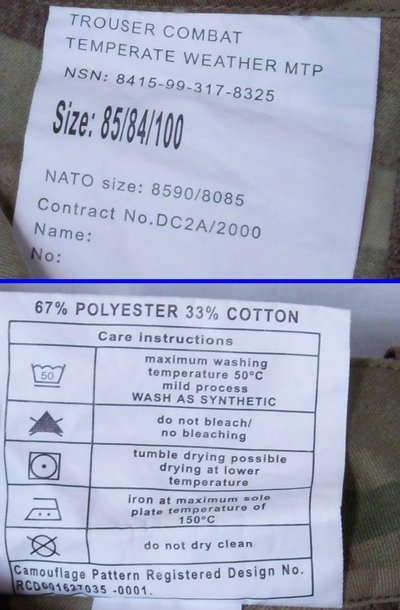 TROUSER COMBAT
TEMPERATE WEATHER MTP
NSN: 8415-99-317-8325
Size: 85/84/100
NATO size: 8590/8085
Contract No.DC2A/2000
Name:
No:
67% POLYESTER 33% COTTON
Care instructions
50
maximum washing
temperature 50ºC
mild process
WASH AS SYNTHETIC
do not bleach/
no bleaching
tumble drying possible
drying at lower
temperature
iron at maximum sole
plate temperature of
150ºC
do not dry clean
Camouflage Pattern Registered Design No.
RCD001627035 -0001.